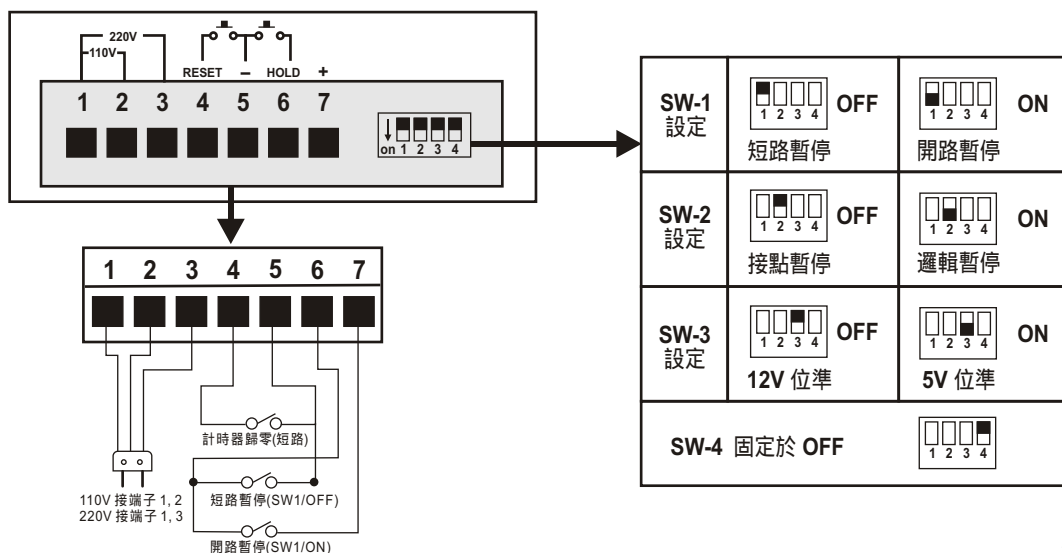 220V
110V
RESET − HOLD +
1 2 3 4 5 6 7
on 1 2 3 4
1 2 3 4 5 6 7
計時器歸零(短路)
短路暫停(SW1/OFF)
開路暫停(SW1/ON)
110V 接端子 1, 2
220V 接端子 1, 3
SW-1
設定
1 2 3 4
OFF
短路暫停
1 2 3 4
ON
開路暫停
SW-2
設定
1 2 3 4
OFF
接點暫停
1 2 3 4
ON
邏輯暫停
SW-3
設定
1 2 3 4
OFF
12V 位準
1 2 3 4
ON
5V 位準
SW-4 固定於 OFF
1 2 3 4